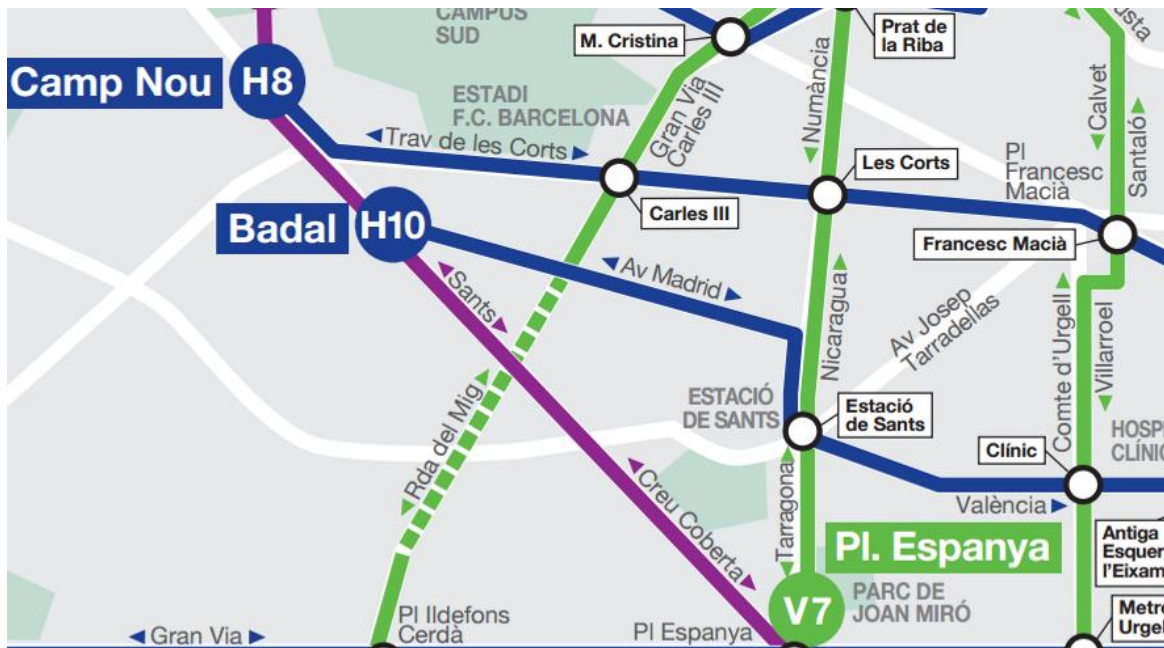 CAMPUS
SUD
M. Cristina
Prat de
la Riba
Camp Nou
H8
ESTADI
F.C. BARCELONA
Gran Via
Carles III
Numància
Calvet
Santaló
Trav de les Corts
Les Corts
Pl
Francesc
Macià
Carles III
Badal
H10
Francesc Macià
Av Madrid
Sants
Nicaragua
Av Josep
Tarradellas
Comte d'Urgell
Villarroel
Rda del Mig
ESTACIÓ
DE SANTS
Estació
de Sants
HOSP
CLÍNIC
Clínic
Creu Coberta
Tarragona
València
Pl. Espanya
Antiga
Esquer
l'Eixam
V7
PARC DE
JOAN MIRÓ
Pl Ildefons
Cerdà
Gran Via
Pl Espanya
Metro
Urgel